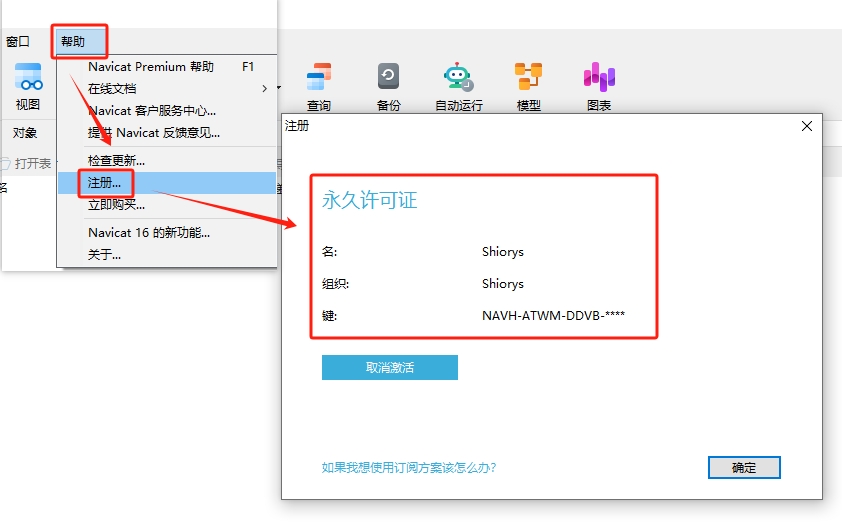 窗口
帮助
视图
对象
打开表
名
Navicat Premium 帮助 F1
在线文档
Navicat 客户服务中心...
提供 Navicat 反馈意见...
检查更新...
注册...
立即购买...
Navicat 16 的新功能...
关于...
查询
备份
自动运行
模型
图表
注册
永久许可证
名: Shiorys
组织: Shiorys
键: NAVH-ATWM-DDVB-****
取消激活
如果我想使用订阅方案该怎么办?
确定